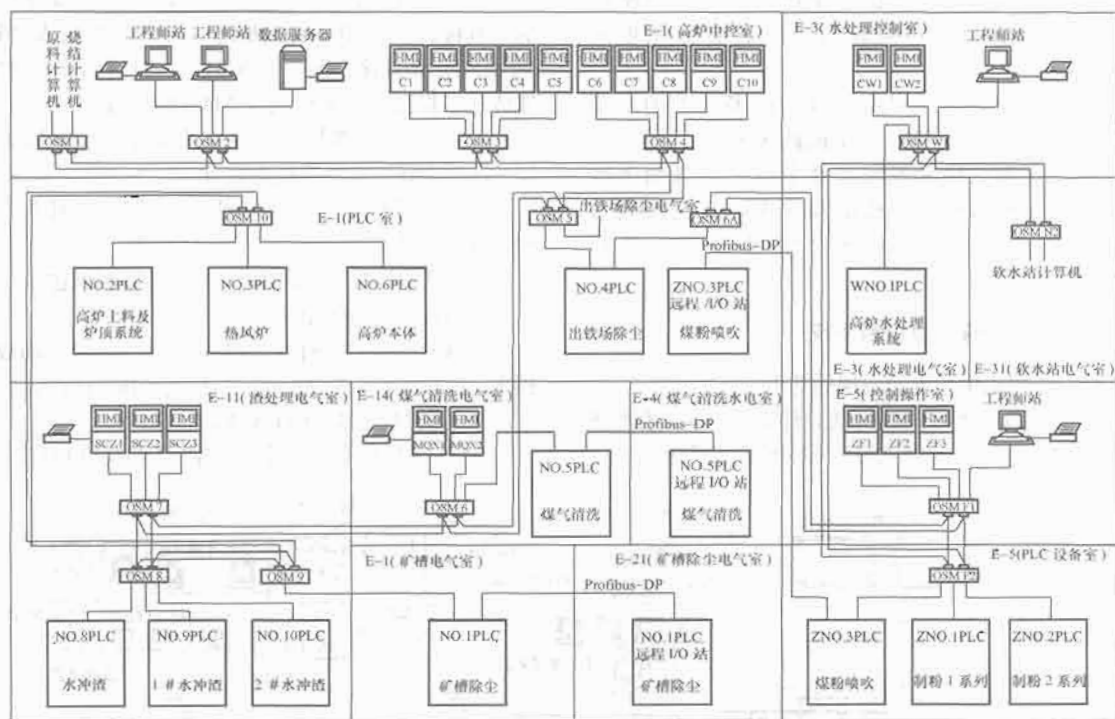 原料计算机
烧结计算机
工程师站
工程师站
数据服务器
E-1(高炉中控室)
HMI
C1
HMI
C2
HMI
C3
HMI
C4
HMI
C5
HMI
C6
HMI
C7
HMI
C8
HMI
C9
HMI
C10
OSM 1
OSM 2
OSM 3
OSM 4
E-3(水处理控制室)
HMI
CW1
HMI
CW2
工程师站
OSM W1
OSM 10
E-1(PLC 室)
NO.2PLC
高炉上料及
炉顶系统
NO.3PLC
热风炉
NO.6PLC
高炉本体
OSM 5
出铁场除尘电气室
OSM 6A
Profibus-DP
NO.4PLC
出铁场除尘
ZNO.3PLC
远程 I/O 站
煤粉喷吹
WNO.1PLC
高炉水处理
系统
E-3(水处理电气室)
OSM N2
软水站计算机
E-31(软水站电气室)
E-11(渣处理电气室)
HMI
SCZ1
HMI
SCZ2
HMI
SCZ3
OSM 7
E-14(煤气清洗电气室)
HMI
MQX1
HMI
MQX2
OSM 6
NO.5PLC
煤气清洗
E-4(煤气清洗水电室)
Profibus-DP
NO.5PLC
远程 I/O 站
煤气清洗
E-5(控制操作室)
HMI
ZF1
HMI
ZF2
HMI
ZF3
工程师站
OSM F1
OSM 8
OSM 9
NO.8PLC
水冲渣
NO.9PLC
1#水冲渣
NO.10PLC
2#水冲渣
E-1(矿槽电气室)
Profibus-DP
NO.1PLC
矿槽除尘
E-21(矿槽除尘电气室)
NO.1PLC
远程 I/O 站
矿槽除尘
E-5(PLC 设备室)
OSM F2
ZNO.3PLC
煤粉喷吹
ZNO.1PLC
制粉 1 系列
ZNO.2PLC
制粉 2 系列